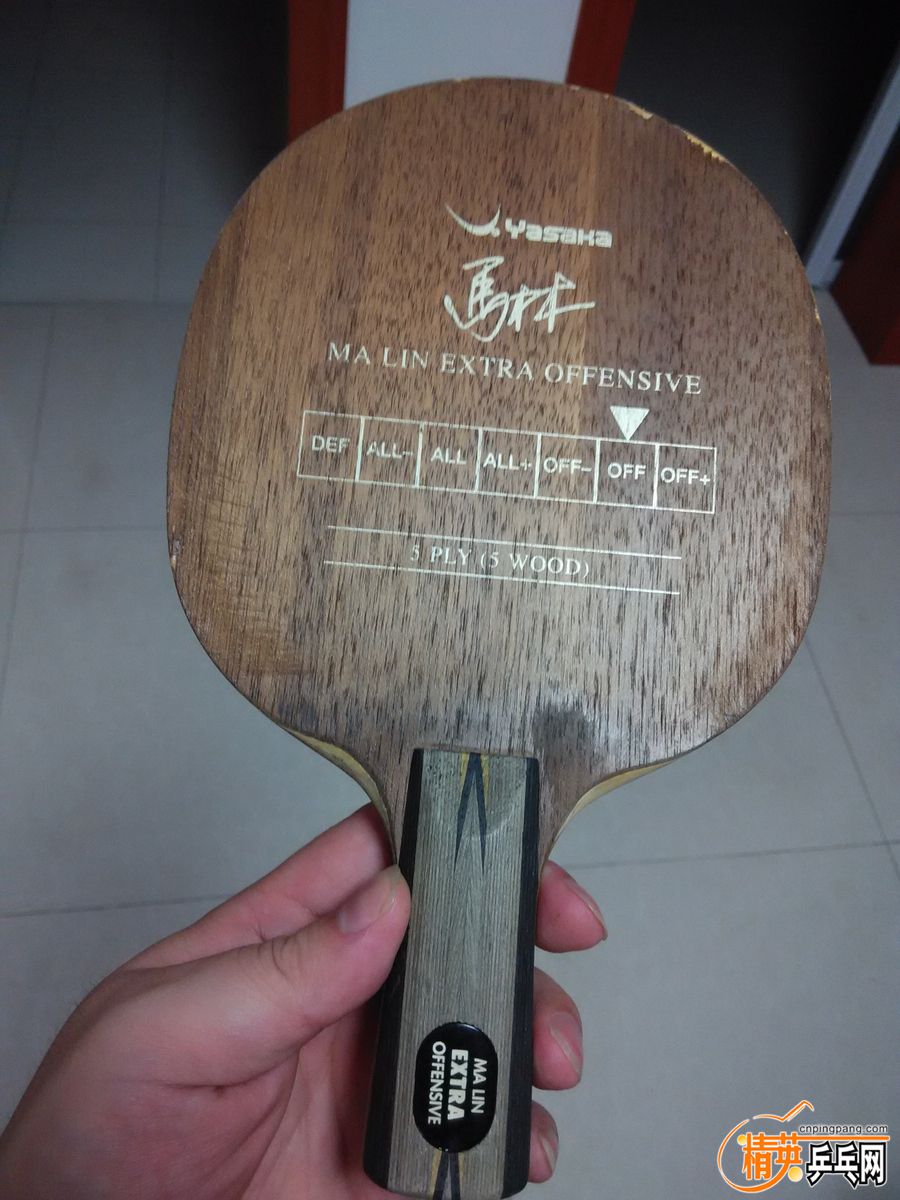 Yasaka
馬林
MA LIN EXTRA OFFENSIVE
DEF ALL- ALL ALL+ OFF- OFF OFF+
5 PLY (5 WOOD)
MA LIN
EXTRA
OFFENSIVE
cnpingpang.com
精英乒乓网